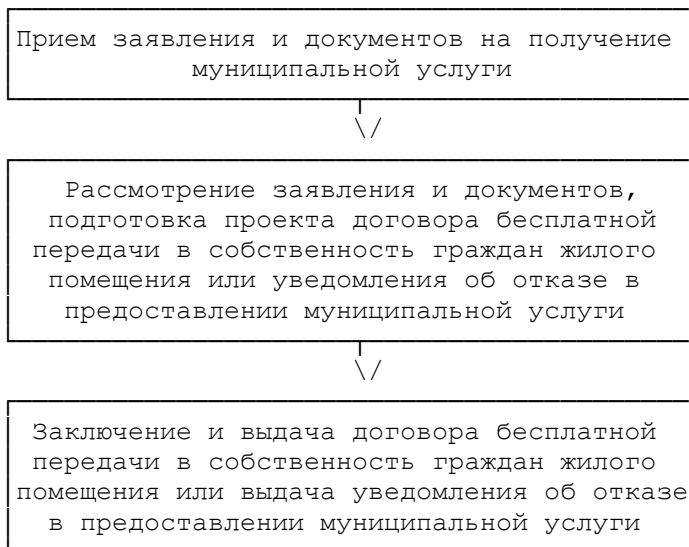 Прием заявления и документов на получение
муниципальной услуги
\/
Рассмотрение заявления и документов,
подготовка проекта договора бесплатной
передачи в собственность граждан жилого
помещения или уведомления об отказе в
предоставлении муниципальной услуги
\/
Заключение и выдача договора бесплатной
передачи в собственность граждан жилого
помещения или выдача уведомления об отказе
в предоставлении муниципальной услуги